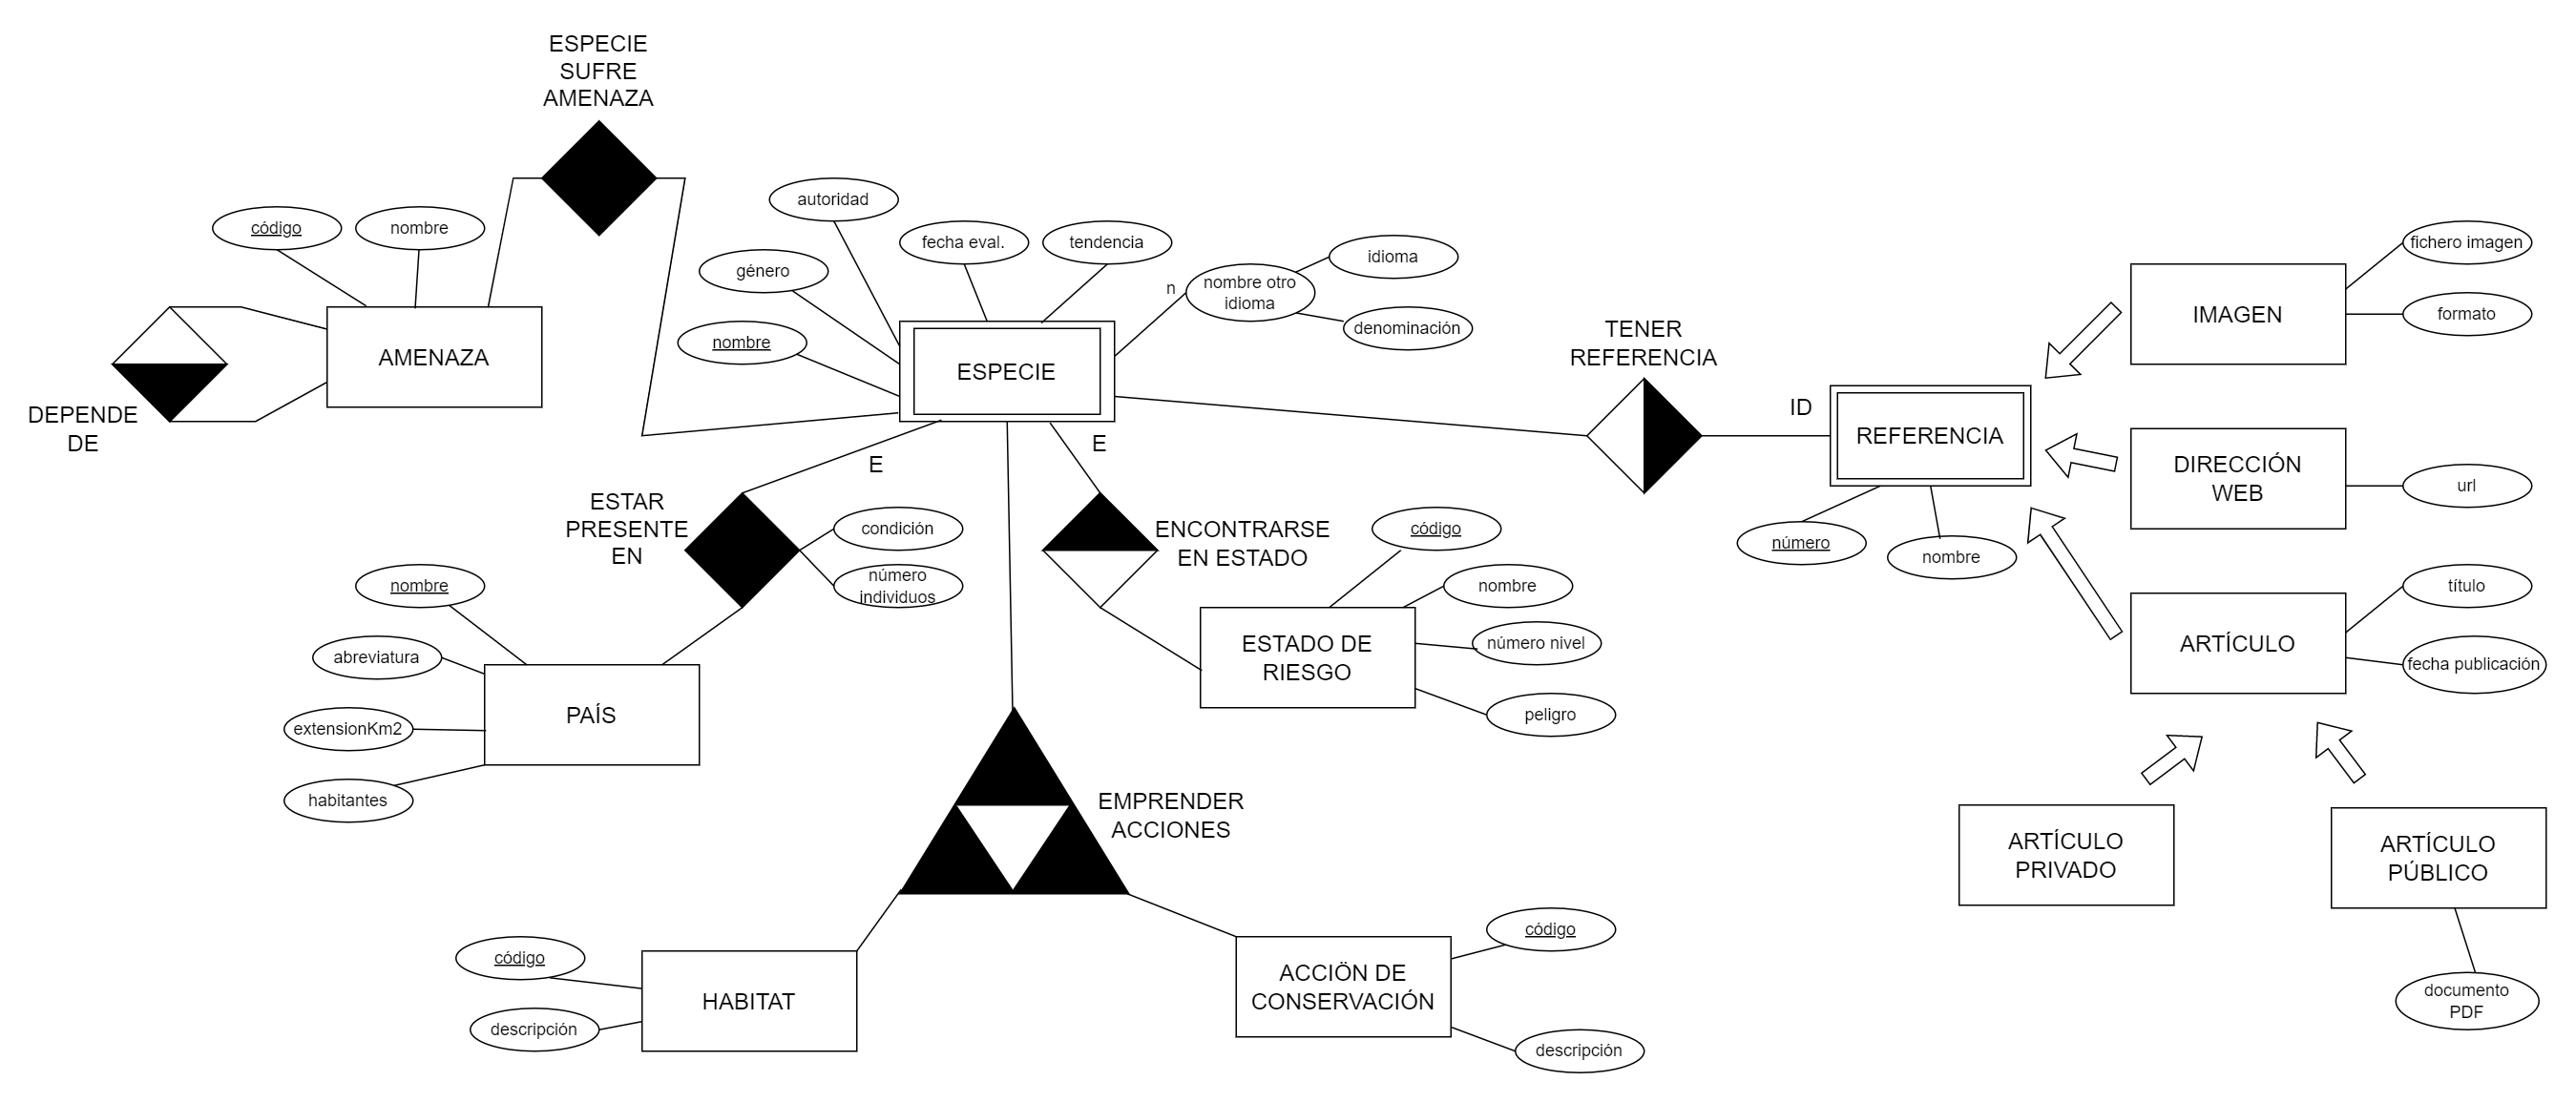 ESPECIE
SUFRE
AMENAZA
código
nombre
AMENAZA
DEPENDE
DE
autoridad
género
nombre
fecha eval.
tendencia
n
nombre otro
idioma
idioma
denominación
ESPECIE
E
E
TENER
REFERENCIA
ID
REFERENCIA
número
nombre
IMAGEN
fichero imagen
formato
DIRECCIÓN
WEB
url
ARTÍCULO
título
fecha publicación
ARTÍCULO
PRIVADO
ARTÍCULO
PÚBLICO
documento
PDF
ESTAR
PRESENTE
EN
condición
número
individuos
nombre
abreviatura
extensionKm2
habitantes
PAÍS
ENCONTRARSE
EN ESTADO
código
nombre
número nivel
peligro
ESTADO DE
RIESGO
EMPRENDER
ACCIONES
código
descripción
HABITAT
ACCIÖN DE
CONSERVACIÓN
código
descripción